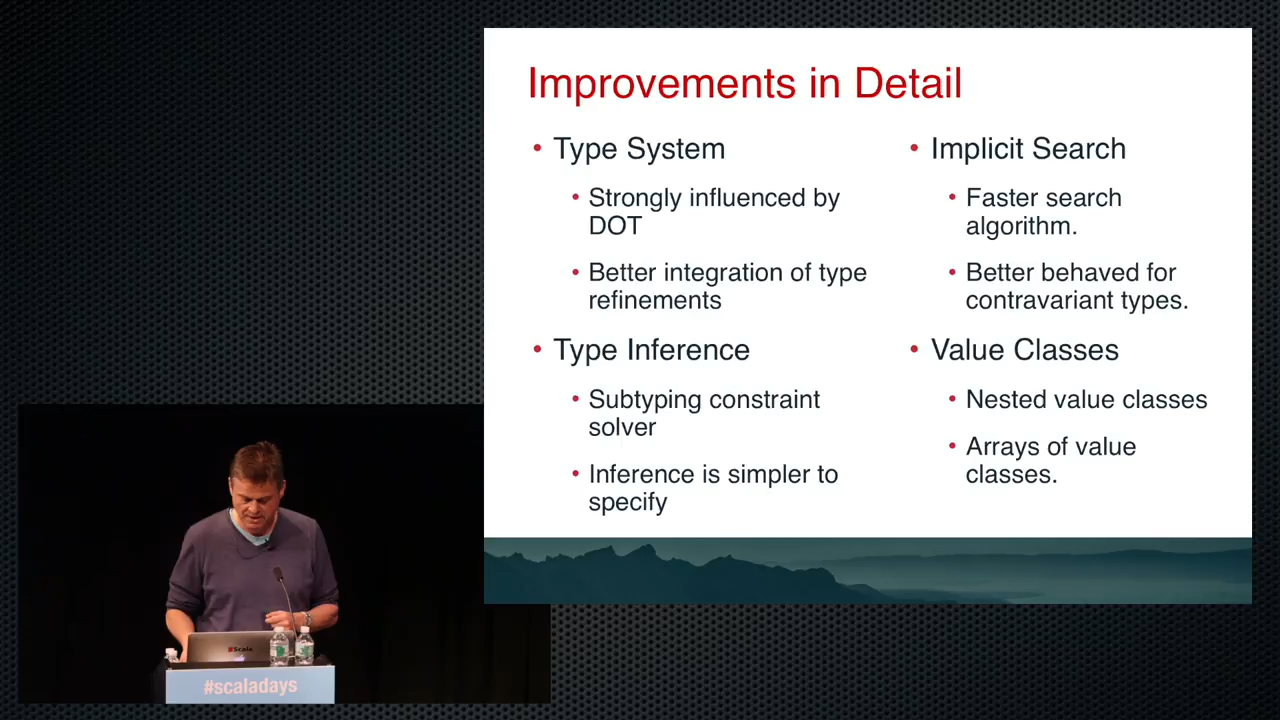 Improvements in Detail
• Type System
• Strongly influenced by
DOT
• Better integration of type
refinements
• Type Inference
• Subtyping constraint
solver
• Inference is simpler to
specify
• Implicit Search
• Faster search
algorithm.
• Better behaved for
contravariant types.
• Value Classes
• Nested value classes
• Arrays of value
classes.
Scala
#scaladays